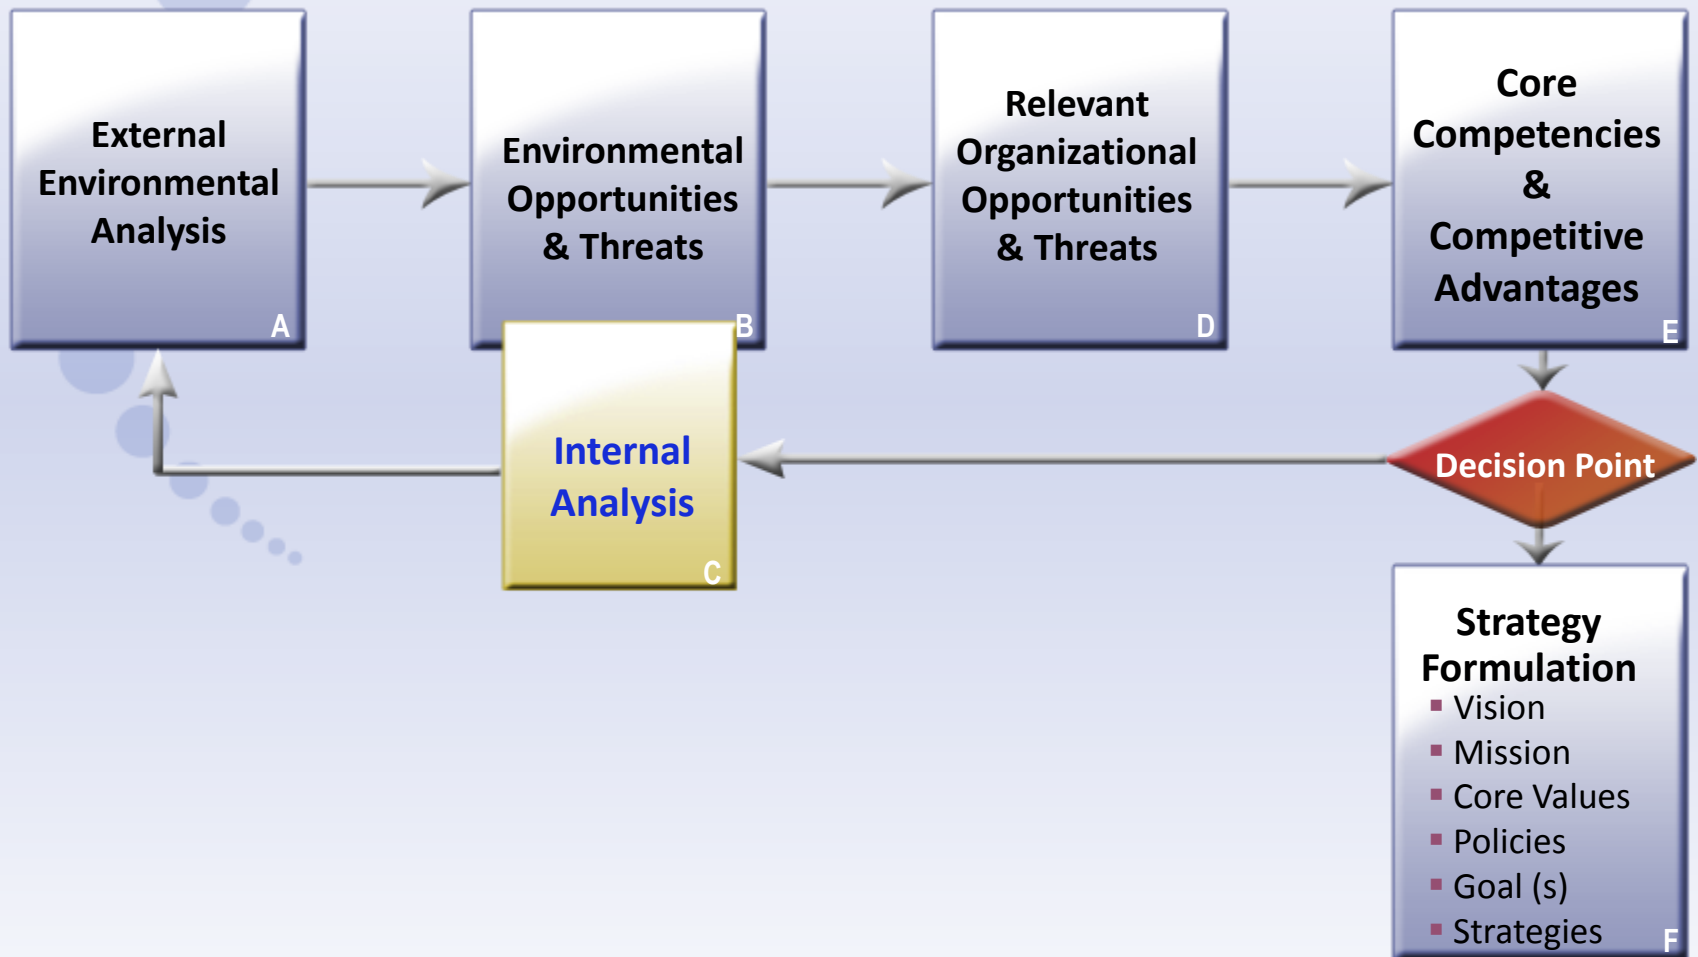 External
Environmental
Analysis
A
Environmental
Opportunities
& Threats
B
Relevant
Organizational
Opportunities
& Threats
D
Core
Competencies
&
Competitive
Advantages
E
Internal
Analysis
C
Decision Point
Strategy
Formulation
▪ Vision
▪ Mission
▪ Core Values
▪ Policies
▪ Goal (s)
▪ Strategies
F